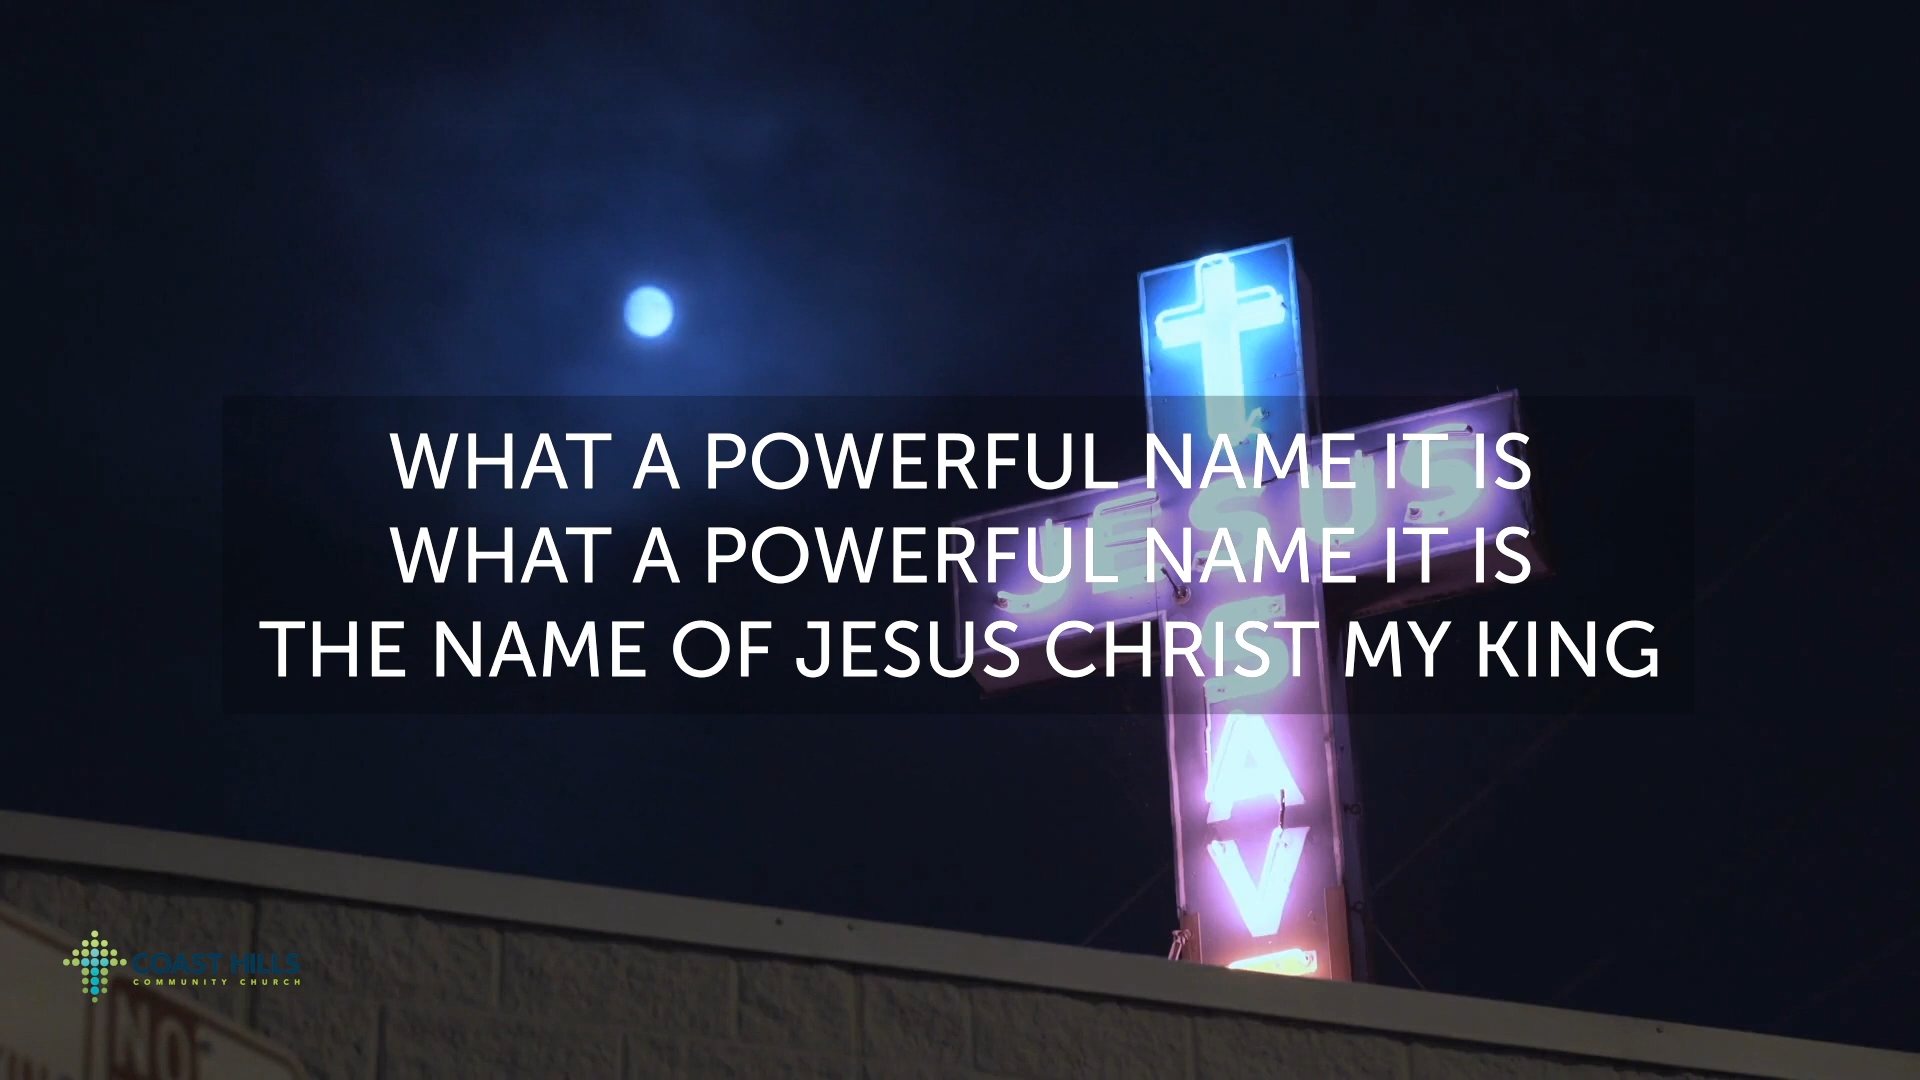 WHAT A POWERFUL NAME IT IS
WHAT A POWERFUL NAME IT IS
THE NAME OF JESUS CHRIST MY KING
JESUS
SAV
COAST HILLS
COMMUNITY CHURCH
NO